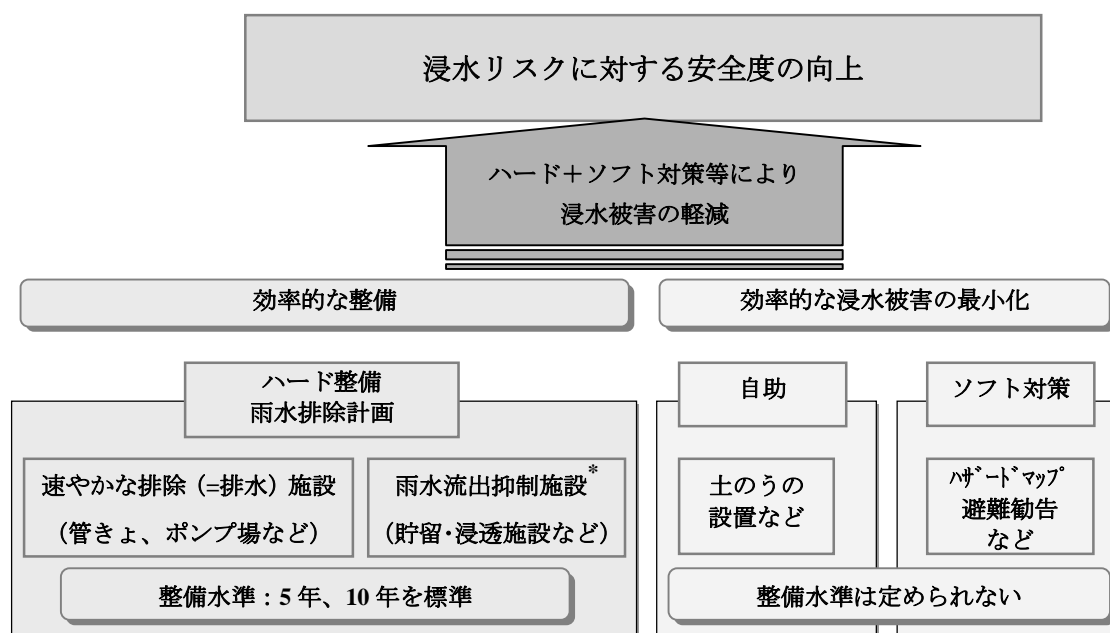 浸水リスクに対する安全度の向上
ハード＋ソフト対策等により
浸水被害の軽減
効率的な整備
効率的な浸水被害の最小化
ハード整備
雨水排除計画
自助
ソフト対策
速やかな排除 (=排水) 施設
(管きょ、ポンプ場など)
雨水流出抑制施設*
(貯留･浸透施設など)
土のうの
設置など
ﾊｻﾞｰﾄﾞﾏｯﾌﾟ
避難勧告
など
整備水準：5 年、10 年を標準
整備水準は定められない